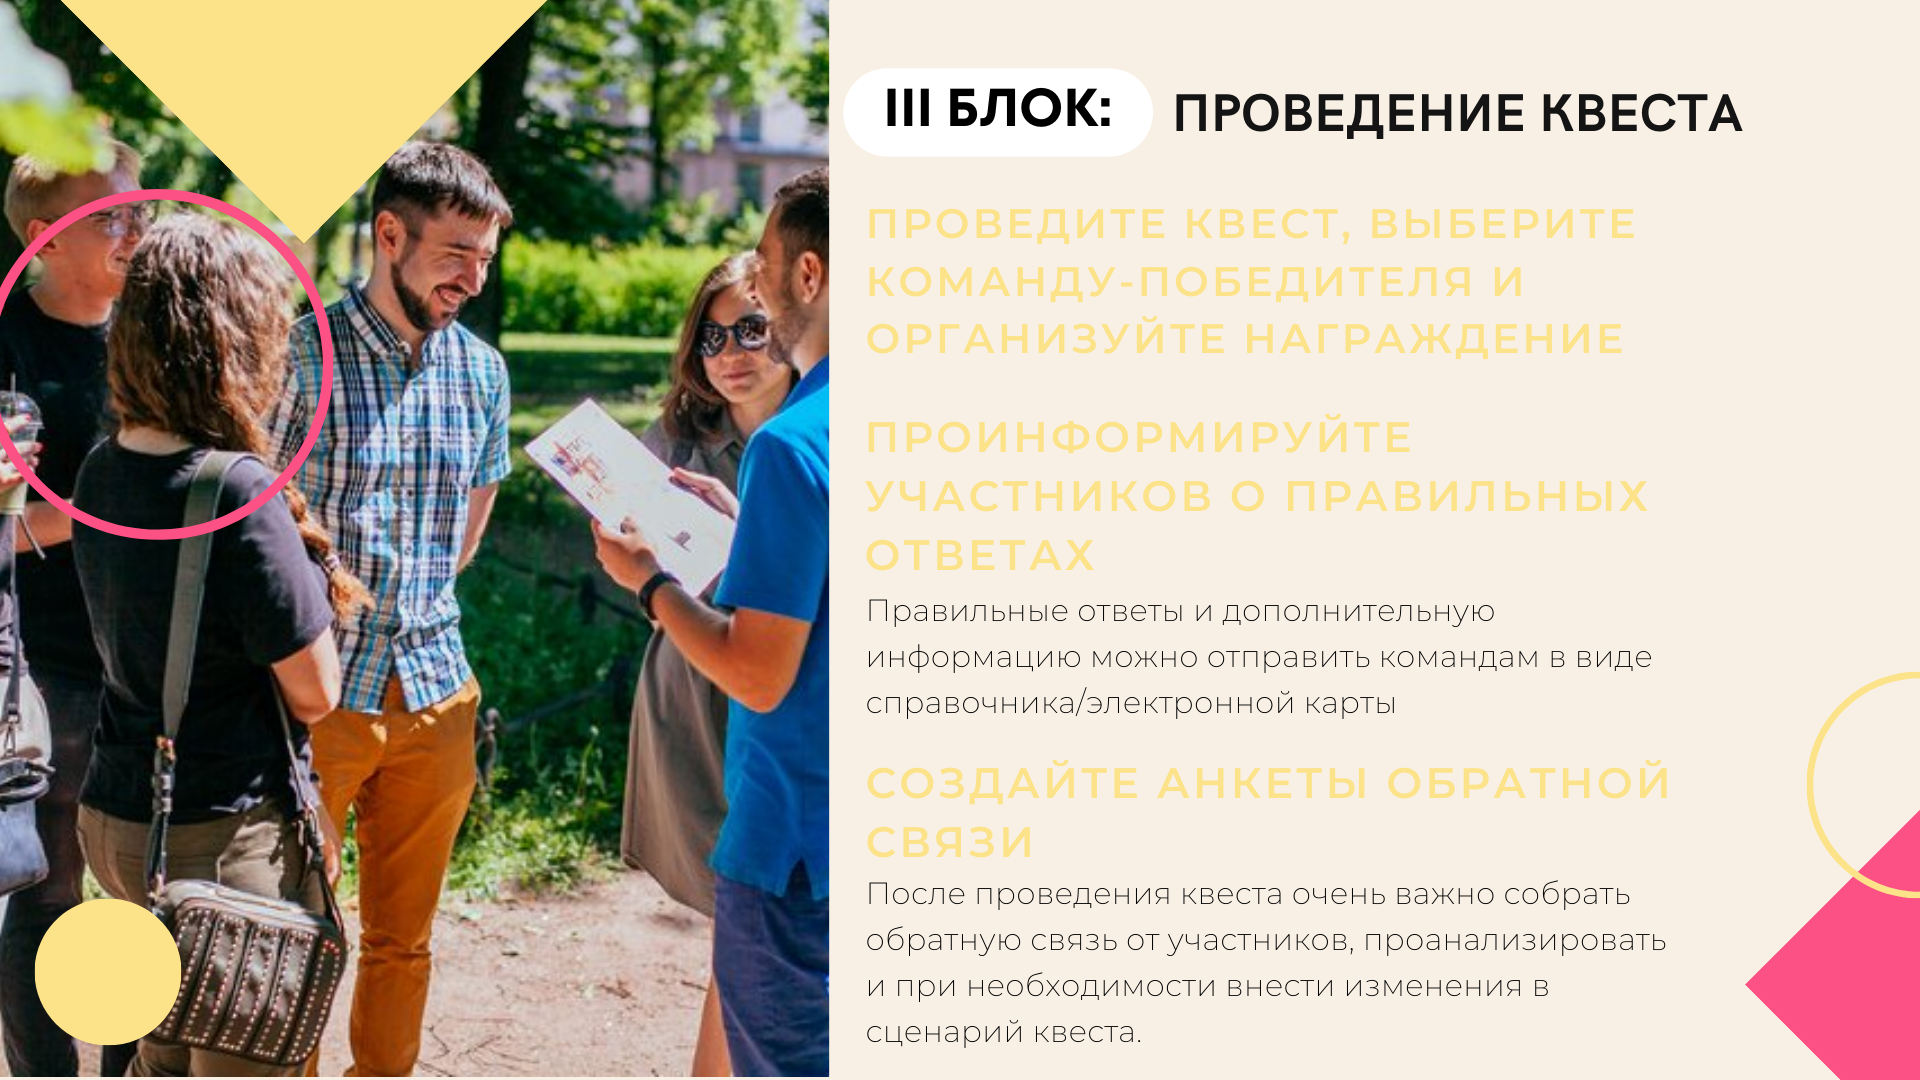 III БЛОК: ПРОВЕДЕНИЕ КВЕСТА
ПРОВЕДИТЕ КВЕСТ, ВЫБЕРИТЕ
КОМАНДУ-ПОБЕДИТЕЛЯ И
ОРГАНИЗУЙТЕ НАГРАЖДЕНИЕ
ПРОИНФОРМИРУЙТЕ
УЧАСТНИКОВ О ПРАВИЛЬНЫХ
ОТВЕТАХ
Правильные ответы и дополнительную
информацию можно отправить командам в виде
справочника/электронной карты
СОЗДАЙТЕ АНКЕТЫ ОБРАТНОЙ
СВЯЗИ
После проведения квеста очень важно собрать
обратную связь от участников, проанализировать
и при необходимости внести изменения в
сценарий квеста.